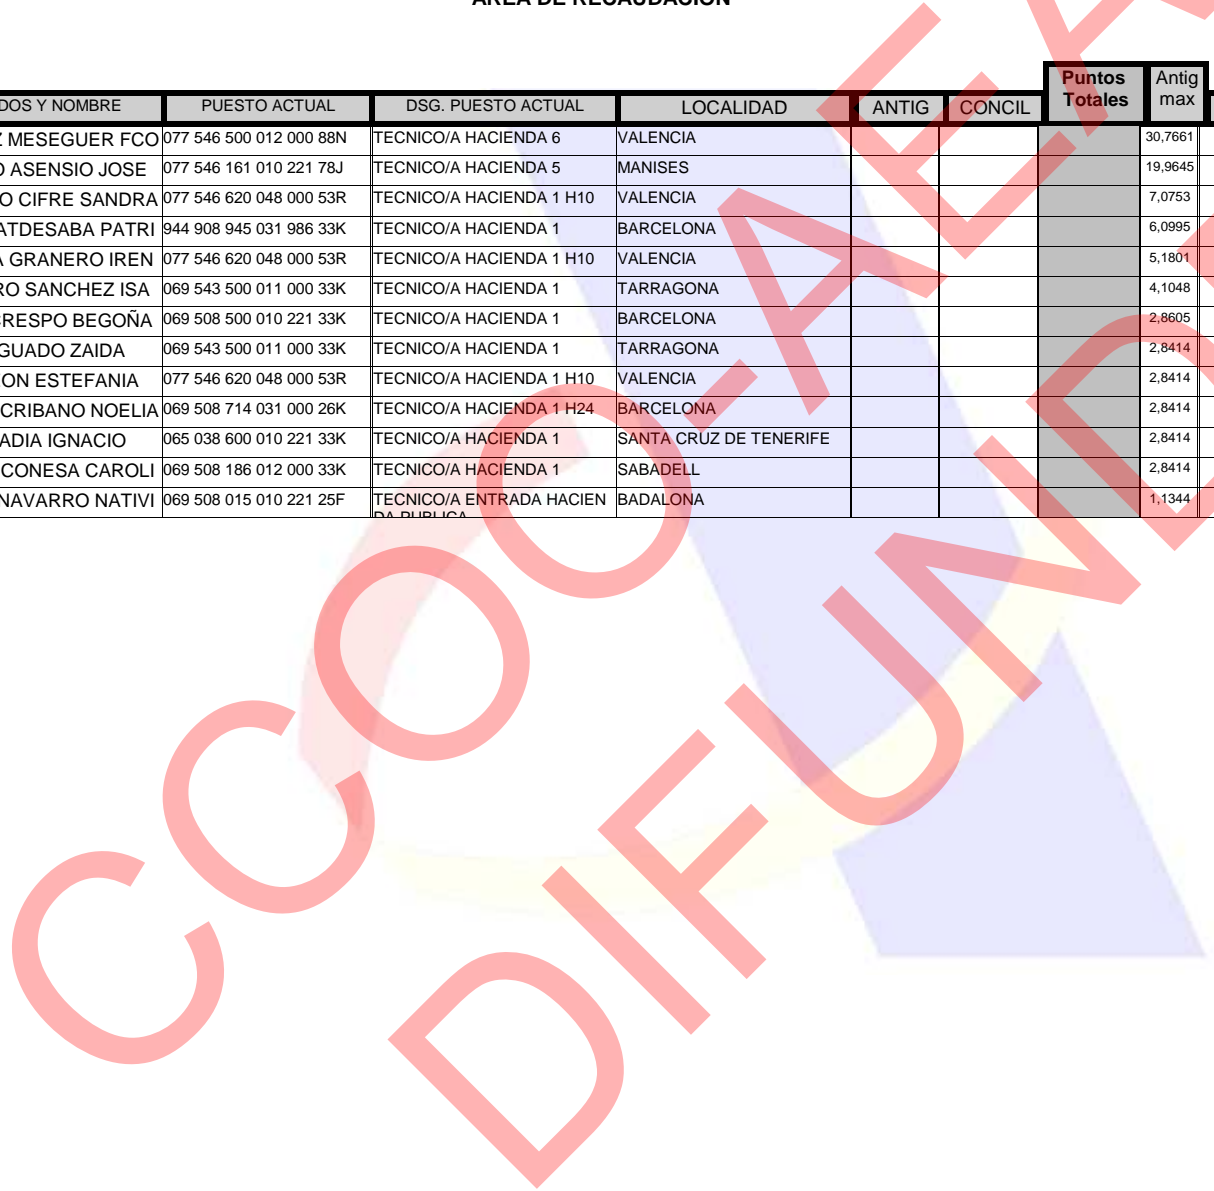 AREA DE RECAUDACION
Puntos Totales Antig max
DOS Y NOMBRE PUESTO ACTUAL DSG. PUESTO ACTUAL LOCALIDAD ANTIG CONCIL
Z MESEGUER FCO 077 546 500 012 000 88N TECNICO/A HACIENDA 6 VALENCIA 30,7661
O ASENSIO JOSE 077 546 161 010 221 78J TECNICO/A HACIENDA 5 MANISES 19,9645
O CIFRE SANDRA 077 546 620 048 000 53R TECNICO/A HACIENDA 1 H10 VALENCIA 7,0753
ATDESABA PATRI 944 908 945 031 986 33K TECNICO/A HACIENDA 1 BARCELONA 6,0995
A GRANERO IREN 077 546 620 048 000 53R TECNICO/A HACIENDA 1 H10 VALENCIA 5,1801
RO SANCHEZ ISA 069 543 500 011 000 33K TECNICO/A HACIENDA 1 TARRAGONA 4,1048
CRESPO BEGOÑA 069 508 500 010 221 33K TECNICO/A HACIENDA 1 BARCELONA 2,8605
GUADO ZAIDA 069 543 500 011 000 33K TECNICO/A HACIENDA 1 TARRAGONA 2,8414
ON ESTEFANIA 077 546 620 048 000 53R TECNICO/A HACIENDA 1 H10 VALENCIA 2,8414
CRIBANO NOELIA 069 508 714 031 000 26K TECNICO/A HACIENDA 1 H24 BARCELONA 2,8414
ADIA IGNACIO 065 038 600 010 221 33K TECNICO/A HACIENDA 1 SANTA CRUZ DE TENERIFE 2,8414
CONESA CAROLI 069 508 186 012 000 33K TECNICO/A HACIENDA 1 SABADELL 2,8414
NAVARRO NATIVI 069 508 015 010 221 25F TECNICO/A ENTRADA HACIEN BADALONA 1,1344
DA PUBLICA
CCOO-AEA
DIFUND